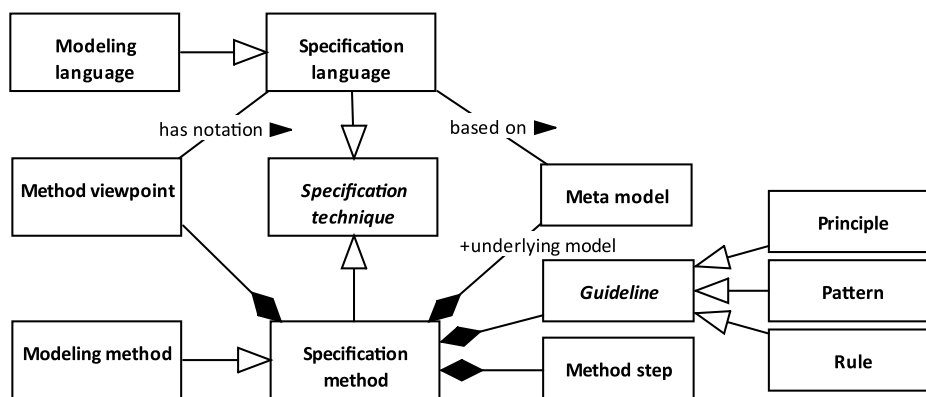 Modeling
language
Specification
language
has notation
based on
Method viewpoint
Specification
technique
Meta model
+underlying model
Principle
Guideline
Pattern
Modeling method
Specification
method
Method step
Rule